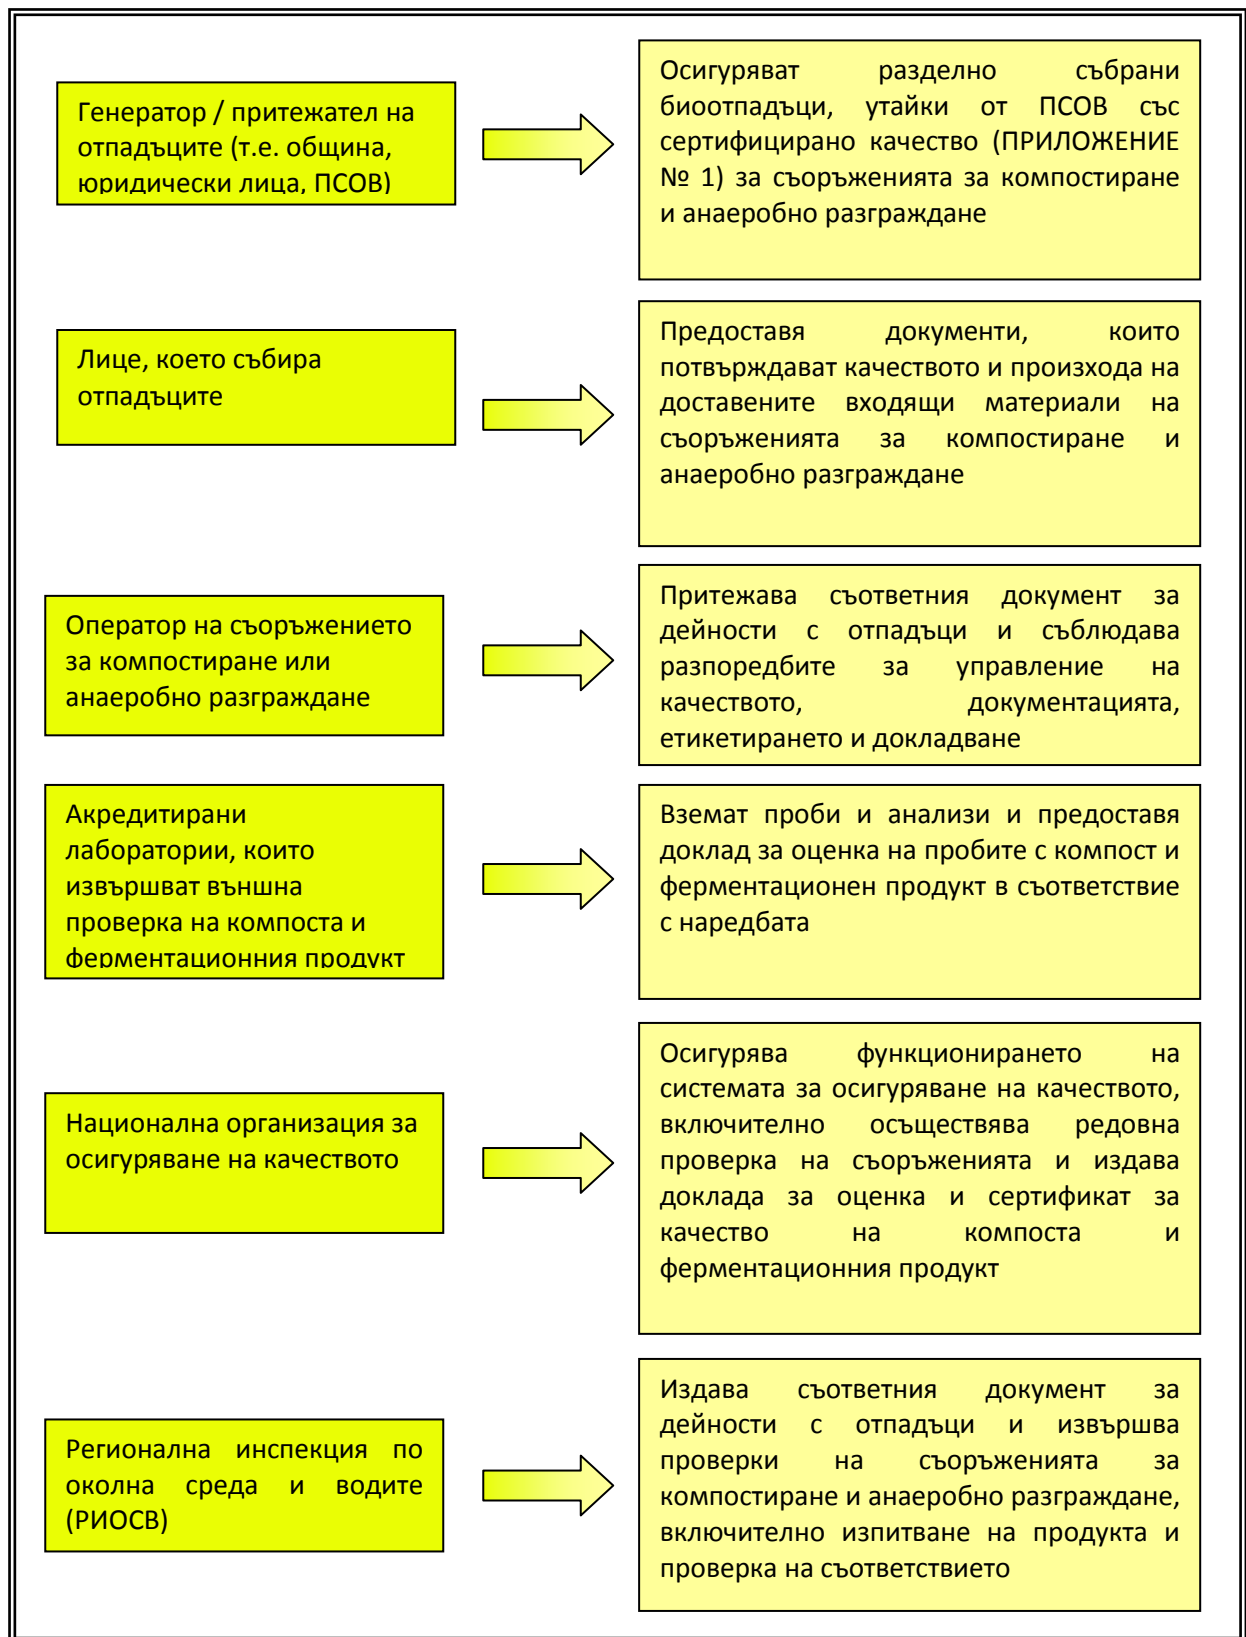 Генератор / притежател на
отпадъците (т.е. община,
юридически лица, ПСОВ)
Осигуряват разделно събрани
биоотпадъци, утайки от ПСОВ със
сертифицирано качество (ПРИЛОЖЕНИЕ
№ 1) за съоръженията за компостиране
и анаеробно разграждане
Лице, което събира
отпадъците
Предоставя документи, които
потвърждават качеството и произхода на
доставените входящи материали на
съоръженията за компостиране и
анаеробно разграждане
Оператор на съоръжението
за компостиране или
анаеробно разграждане
Притежава съответния документ за
дейности с отпадъци и съблюдава
разпоредбите за управление на
качеството, документацията,
етикетирането и докладване
Акредитирани
лаборатории, които
извършват външна
проверка на компоста и
ферментационния продукт
Вземат проби и анализи и предоставя
доклад за оценка на пробите с компост и
ферментационен продукт в съответствие
с наредбата
Национална организация за
осигуряване на качеството
Осигурява функционирането на
системата за осигуряване на качеството,
включително осъществява редовна
проверка на съоръженията и издава
доклада за оценка и сертификат за
качество на компоста и
ферментационния продукт
Регионална инспекция по
околна среда и водите
(РИОСВ)
Издава съответния документ за
дейности с отпадъци и извършва
проверки на съоръженията за
компостиране и анаеробно разграждане,
включително изпитване на продукта и
проверка на съответствието